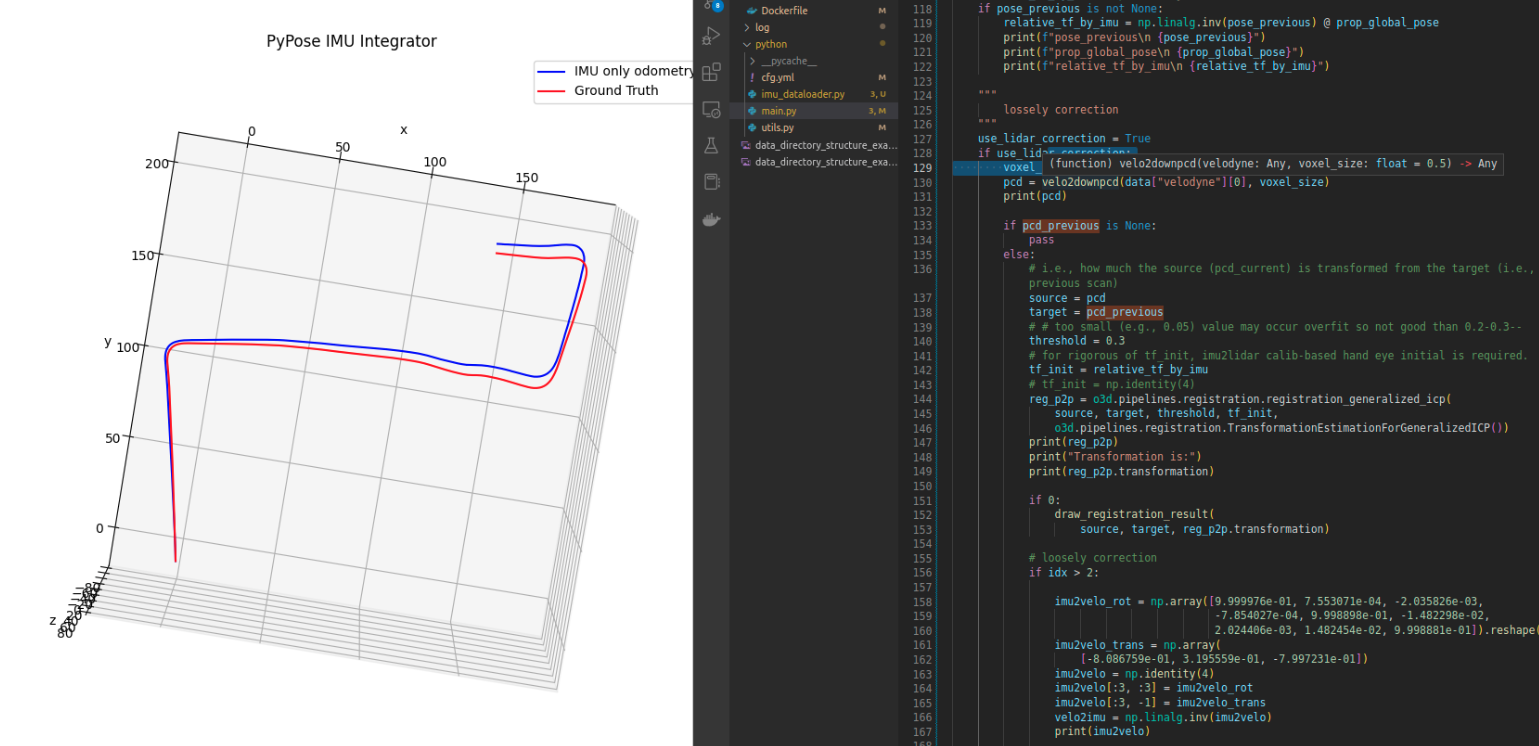 PyPose IMU Integrator
IMU only odometry
Ground Truth
0
x
50
100
150
200
150
y 100
50
0
z
80
8
Dockerfile M
log
python
__pycache__
cfg.yml M
imu_dataloader.py 3, U
main.py 3, M
utils.py M
data_directory_structure_exa...
data_directory_structure_exa...
118 if pose_previous is not None:
119 relative_tf_by_imu = np.linalg.inv(pose_previous) @ prop_global_pose
120 print(f"pose_previous\n {pose_previous}")
121 print(f"prop_global_pose\n {prop_global_pose}")
122 print(f"relative_tf_by_imu\n {relative_tf_by_imu}")
123
124 """
125 lossely correction
126 """
127 use_lidar_correction = True
128 if use_lidar_correction:
(function) velo2downpcd(velodyne: Any, voxel_size: float = 0.5) -> Any
129 voxel_
130 pcd = velo2downpcd(data["velodyne"][0], voxel_size)
131 print(pcd)
132
133 if pcd_previous is None:
134 pass
135 else:
136 # i.e., how much the source (pcd_current) is transformed from the target (i.e.,
previous scan)
137 source = pcd
138 target = pcd_previous
139 # # too small (e.g., 0.05) value may occur overfit so not good than 0.2-0.3--
140 threshold = 0.3
141 # for rigorous of tf_init, imu2lidar calib-based hand eye initial is required.
142 tf_init = relative_tf_by_imu
143 # tf_init = np.identity(4)
144 reg_p2p = o3d.pipelines.registration.registration_generalized_icp(
145 source, target, threshold, tf_init,
146 o3d.pipelines.registration.TransformationEstimationForGeneralizedICP())
147 print(reg_p2p)
148 print("Transformation is:")
149 print(reg_p2p.transformation)
150
151 if 0:
152 draw_registration_result(
153 source, target, reg_p2p.transformation)
154
155 # loosely correction
156 if idx > 2:
157
158 imu2velo_rot = np.array([9.999976e-01, 7.553071e-04, -2.035826e-03,
159 -7.854027e-04, 9.998898e-01, -1.482298e-02,
160 2.024406e-03, 1.482454e-02, 9.998881e-01]).reshape(
161 imu2velo_trans = np.array(
162 [-8.086759e-01, 3.195559e-01, -7.997231e-01])
163 imu2velo = np.identity(4)
164 imu2velo[:3, :3] = imu2velo_rot
165 imu2velo[:3, -1] = imu2velo_trans
166 velo2imu = np.linalg.inv(imu2velo)
167 print(imu2velo)
168